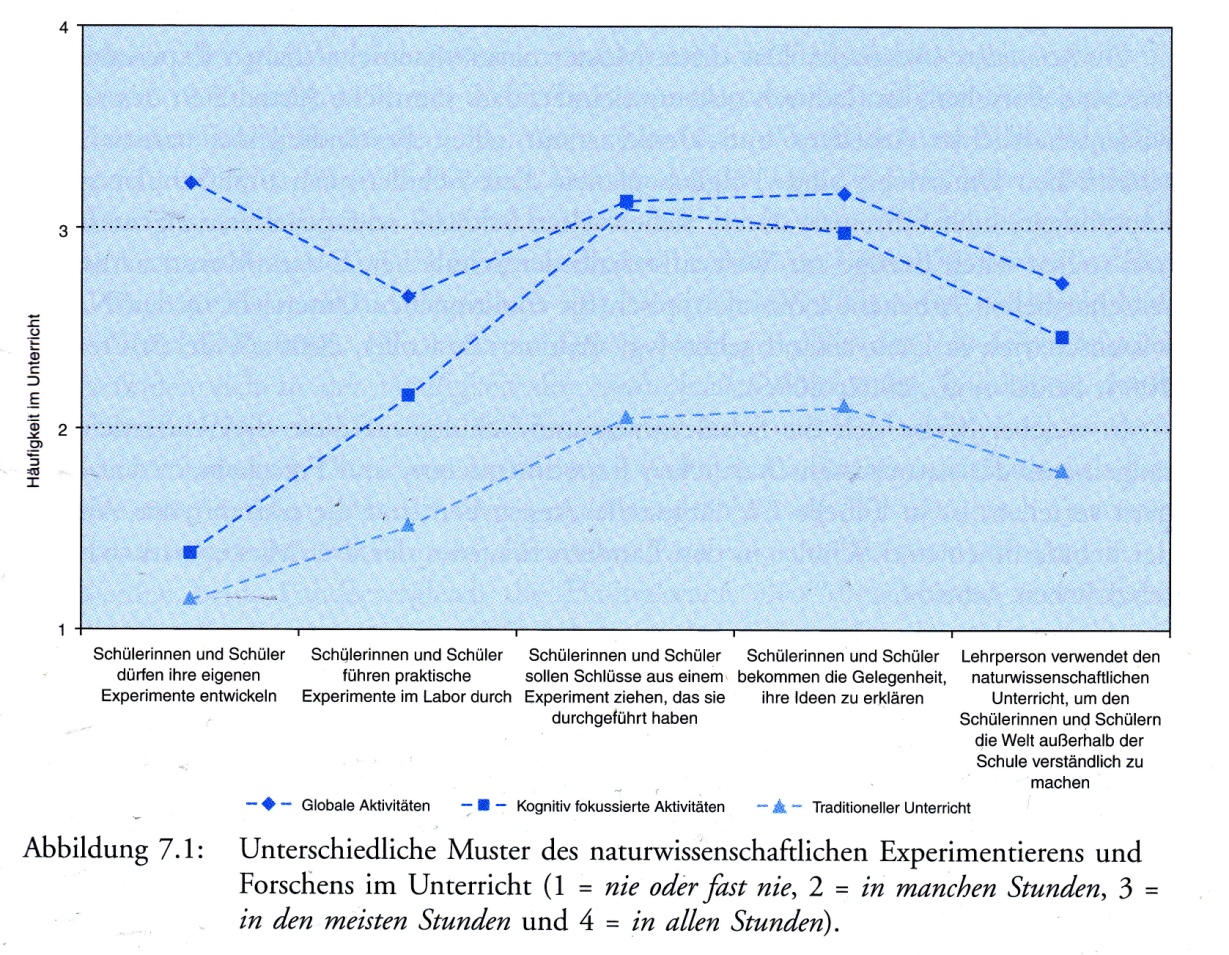 4
3
2
1
Häufigkeit im Unterricht
Schülerinnen und Schüler
dürfen ihre eigenen
Experimente entwickeln
Schülerinnen und Schüler
führen praktische
Experimente im Labor durch
Schülerinnen und Schüler
sollen Schlüsse aus einem
Experiment ziehen, das sie
durchgeführt haben
Schülerinnen und Schüler
bekommen die Gelegenheit,
ihre Ideen zu erklären
Lehrperson verwendet den
naturwissenschaftlichen
Unterricht, um den
Schülerinnen und Schülern
die Welt außerhalb der
Schule verständlich zu
machen
Globale Aktivitäten
Kognitiv fokussierte Aktivitäten
Traditioneller Unterricht
Abbildung 7.1: Unterschiedliche Muster des naturwissenschaftlichen Experimentierens und
Forschens im Unterricht (1 = nie oder fast nie, 2 = in manchen Stunden, 3 =
in den meisten Stunden und 4 = in allen Stunden).